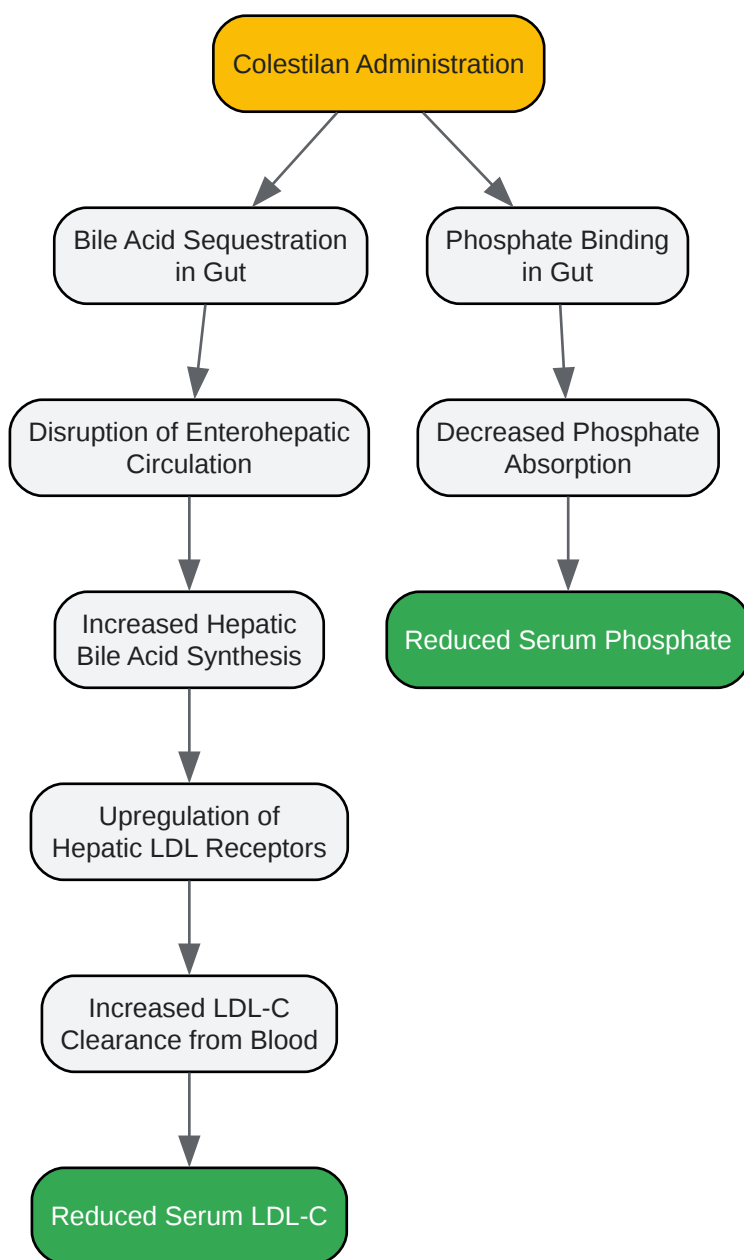 Colestilan Administration
Bile Acid Sequestration
in Gut
Phosphate Binding
in Gut
Disruption of Enterohepatic
Circulation
Decreased Phosphate
Absorption
Increased Hepatic
Bile Acid Synthesis
Reduced Serum Phosphate
Upregulation of
Hepatic LDL Receptors
Increased LDL-C
Clearance from Blood
Reduced Serum LDL-C